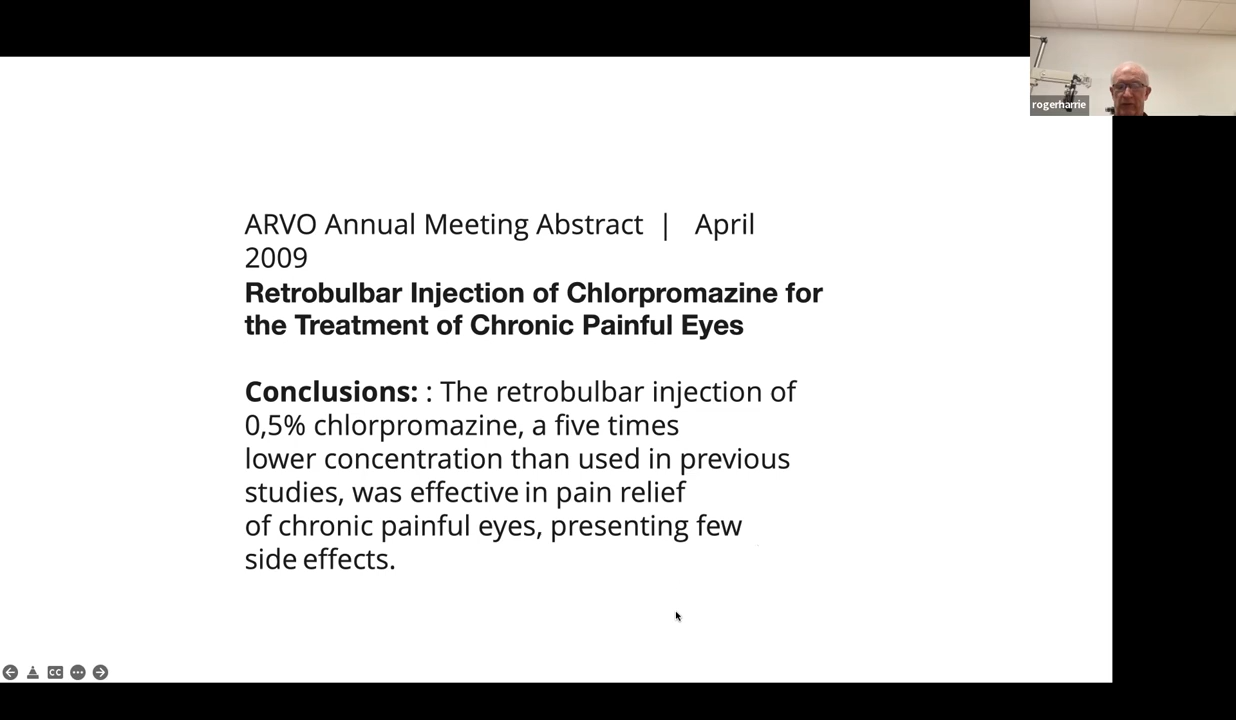 rogerharrie
ARVO Annual Meeting Abstract | April
2009
Retrobulbar Injection of Chlorpromazine for
the Treatment of Chronic Painful Eyes
Conclusions: : The retrobulbar injection of
0,5% chlorpromazine, a five times
lower concentration than used in previous
studies, was effective in pain relief
of chronic painful eyes, presenting few
side effects.
CC